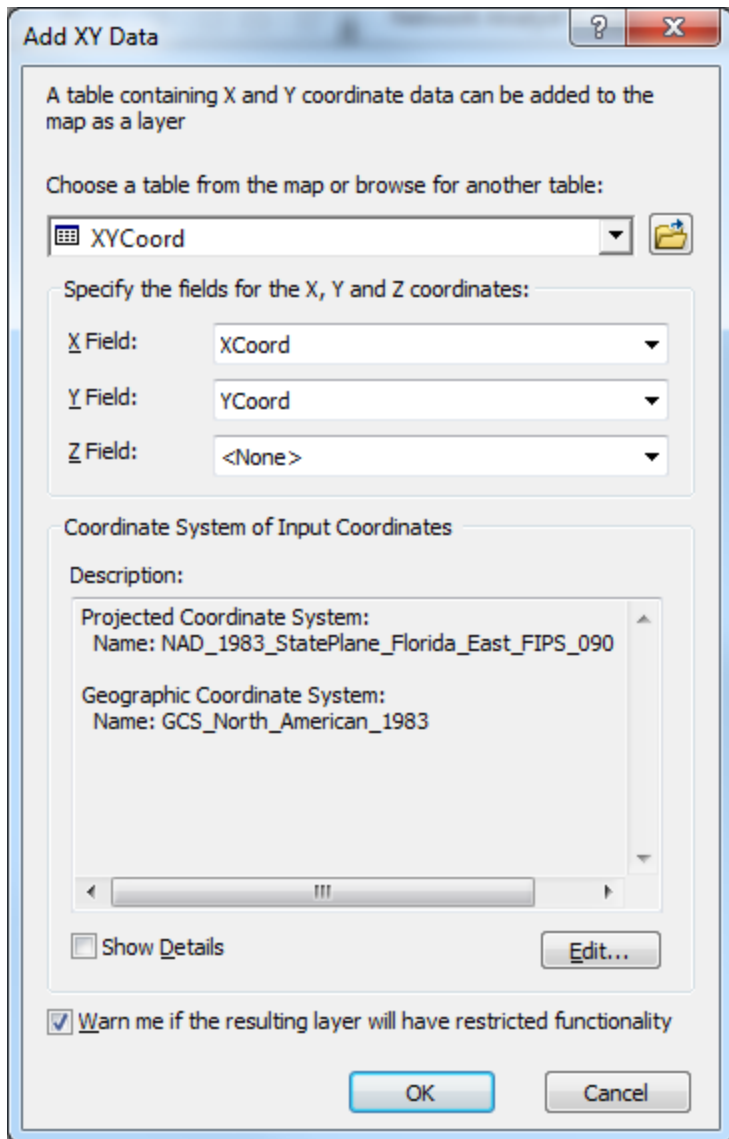 Add XY Data
A table containing X and Y coordinate data can be added to the
map as a layer
Choose a table from the map or browse for another table:
XYCoord
Specify the fields for the X, Y and Z coordinates:
X Field: XCoord
Y Field: YCoord
Z Field: <None>
Coordinate System of Input Coordinates
Description:
Projected Coordinate System:
Name: NAD_1983_StatePlane_Florida_East_FIPS_090
Geographic Coordinate System:
Name: GCS_North_American_1983
Show Details
Edit...
Warn me if the resulting layer will have restricted functionality
OK
Cancel